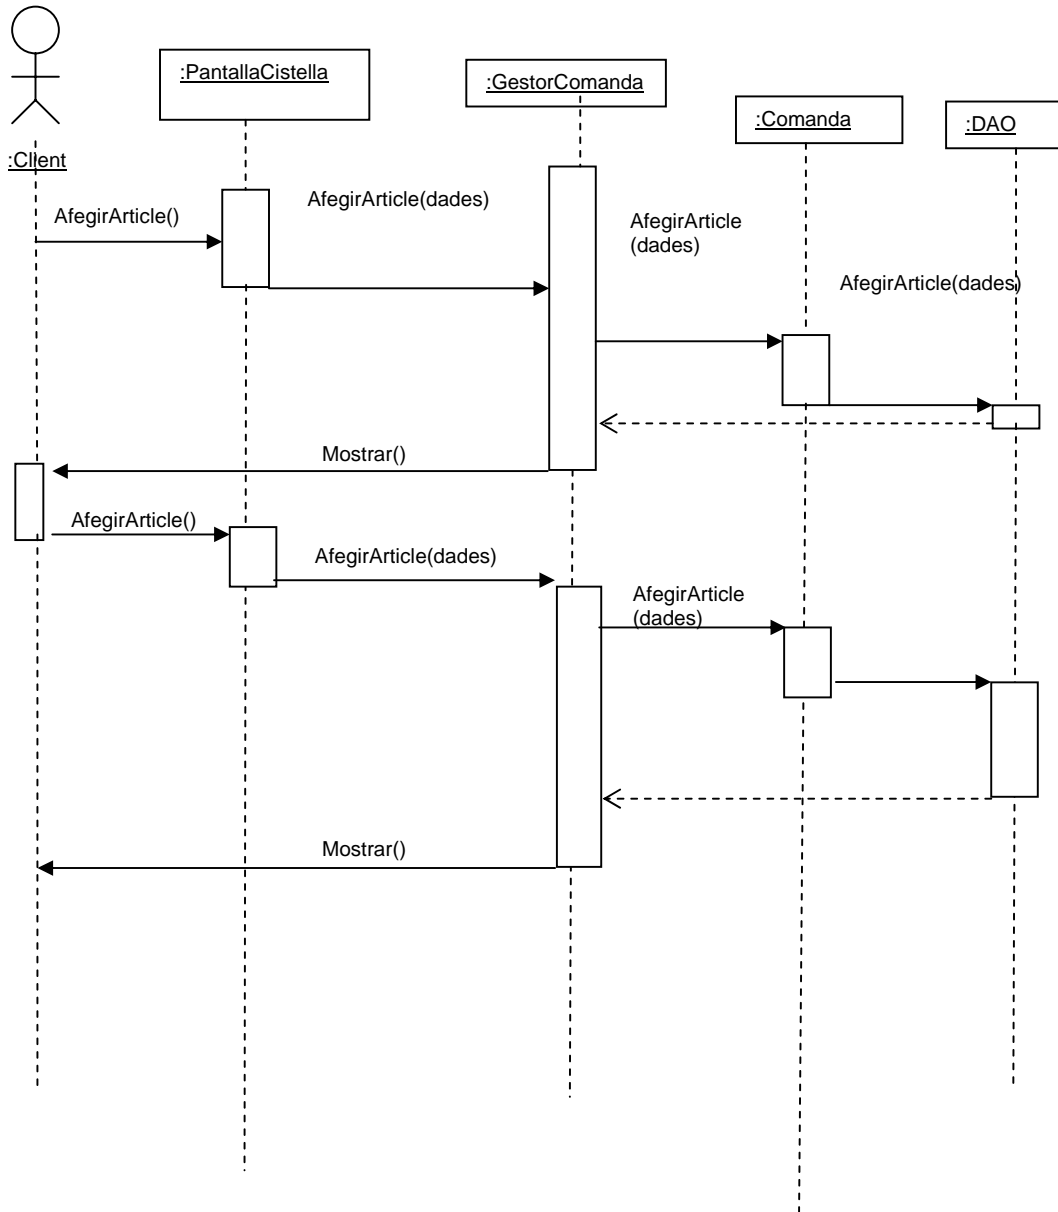 :PantallaCistella
:GestorComanda
:Comanda
:DAO
:Client
AfegirArticle()
AfegirArticle(dades)
AfegirArticle
(dades)
AfegirArticle(dades)
Mostrar()
AfegirArticle()
AfegirArticle(dades)
AfegirArticle
(dades)
Mostrar()